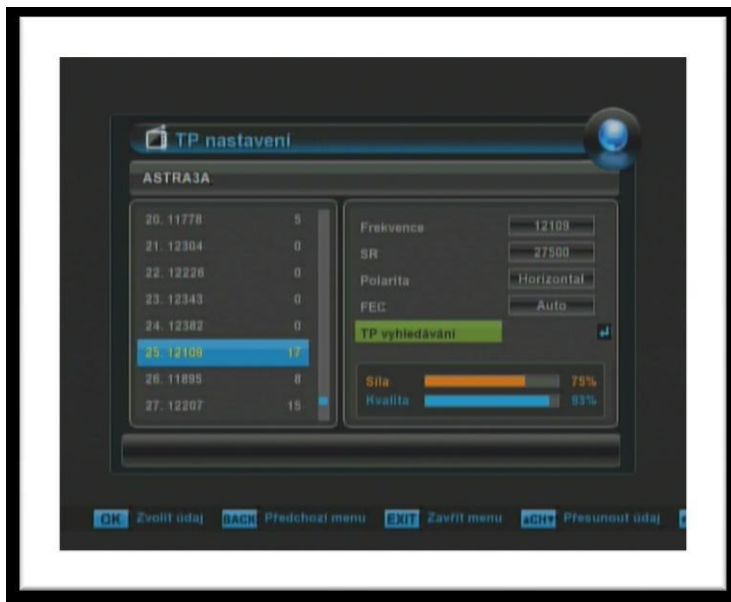 TP nastavení
ASTRA3A
20. 11778 5
21. 12304 0
22. 12226 0
23. 12343 0
24. 12382 0
25. 12109 17
26. 11895 8
27. 12207 15
Frekvence 12109
SR 27500
Polarita Horizontal
FEC Auto
TP vyhledávání
Síla 75%
Kvalita 93%
OK Zvolit údaj BACK Předchozí menu EXIT Zavřít menu ▲CH▼ Přesunout údaj